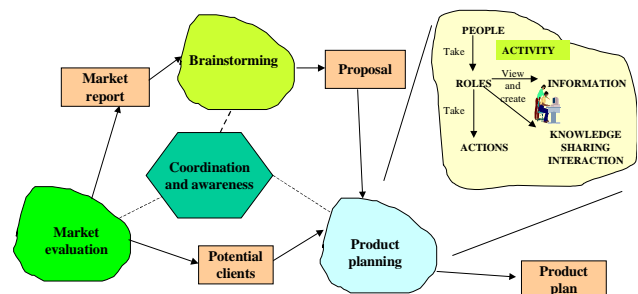 Brainstorming
Market
report
Proposal
Coordination
and awareness
Market
evaluation
Potential
clients
Product
planning
Product
plan
PEOPLE
Take
ACTIVITY
ROLES
View
and
create
INFORMATION
Take
ACTIONS
KNOWLEDGE
SHARING
INTERACTION